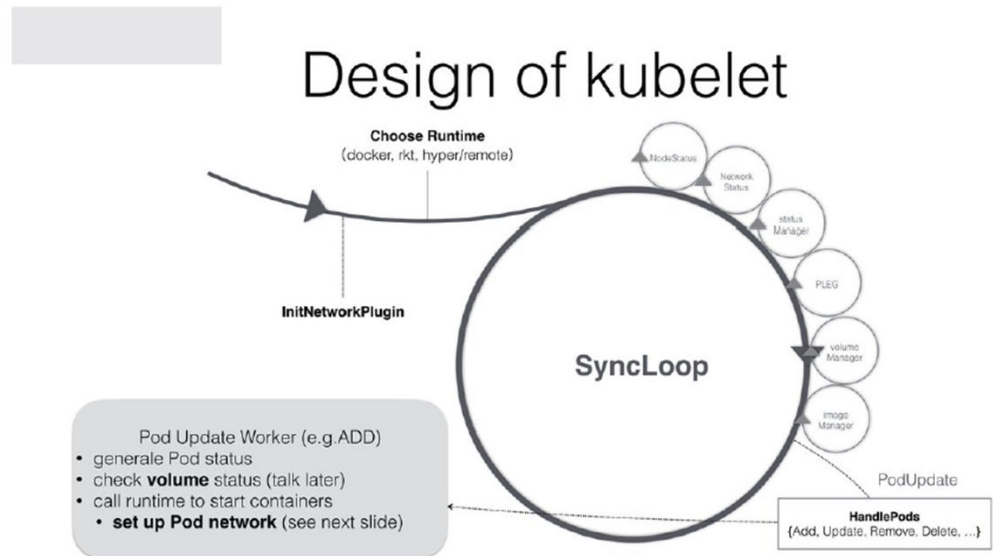 Design of kubelet
Choose Runtime
(docker, rkt, hyper/remote)
InitNetworkPlugin
NodeStatus
Network
Status
status
Manager
PLEG
volume
Manager
image
Manager
SyncLoop
Pod Update Worker (e.g.ADD)
• generale Pod status
• check volume status (talk later)
• call runtime to start containers
• set up Pod network (see next slide)
PodUpdate
HandlePods
{Add, Update, Remove, Delete, ...}